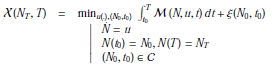 X(N_T, T) = min_{u(.),(N_0,t_0)} ∫_{t_0}^{T} M(N, u, t) dt + ξ(N_0, t_0)
| Ṅ = u
| N(t_0) = N_0, N(T) = N_T
| (N_0, t_0) ∈ C